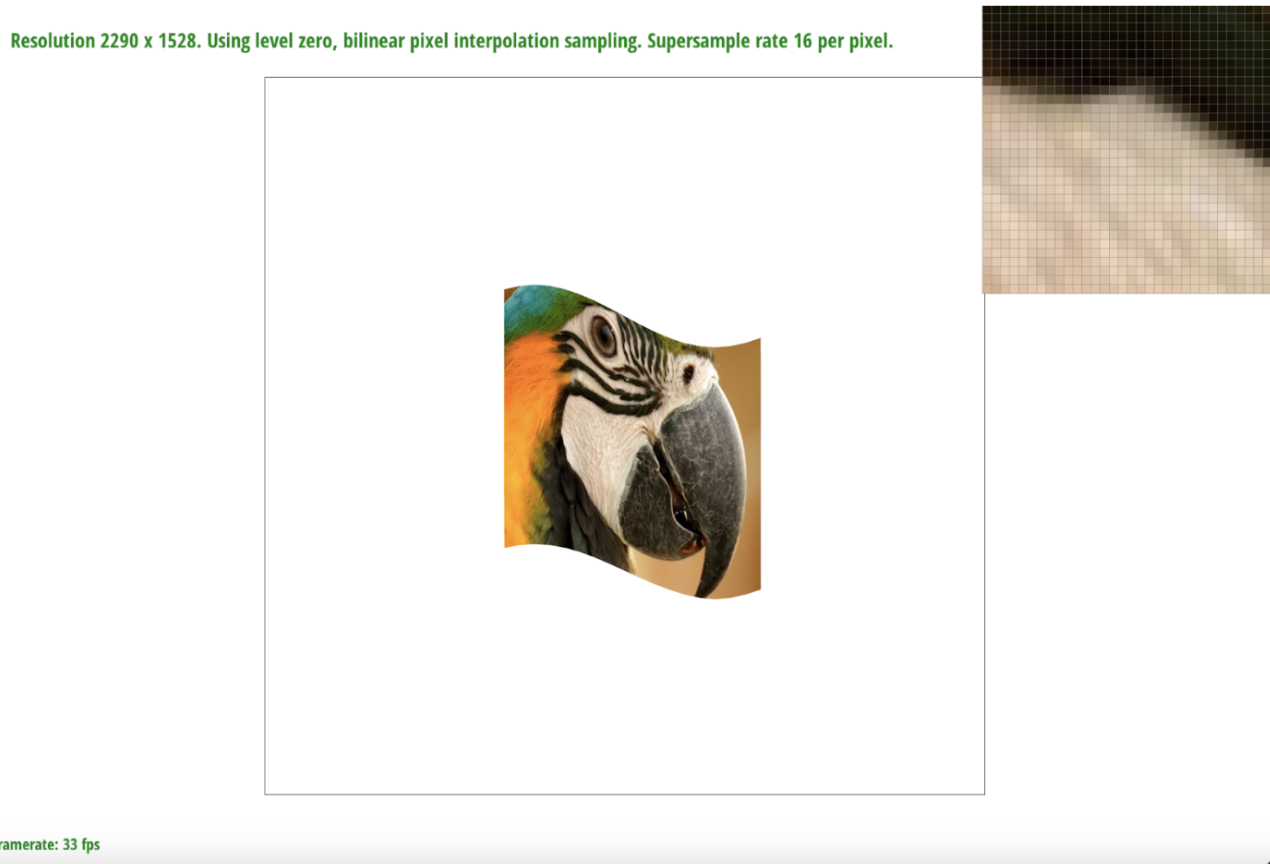 Resolution 2290 x 1528. Using level zero, bilinear pixel interpolation sampling. Supersample rate 16 per pixel.
ramerate: 33 fps